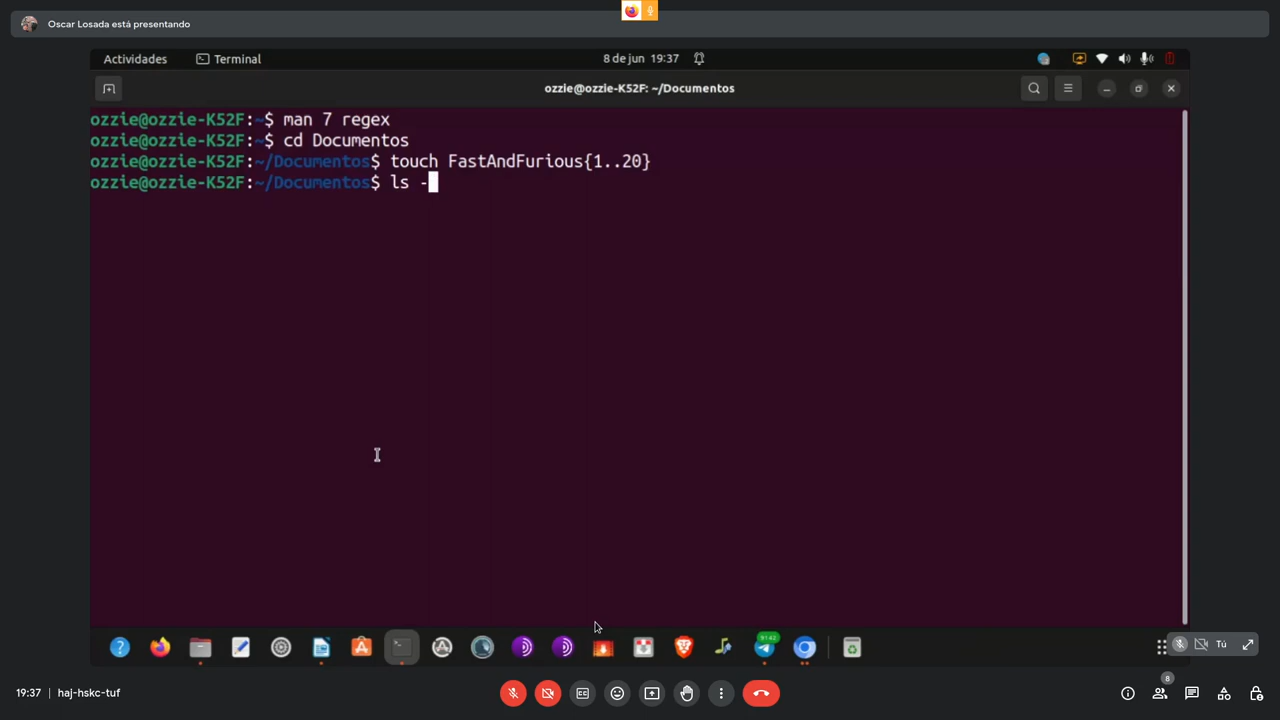 Oscar Losada está presentando
Actividades
Terminal
8 de jun 19:37
ozzie@ozzie-K52F: ~/Documentos
ozzie@ozzie-K52F:~$ man 7 regex
ozzie@ozzie-K52F:~$ cd Documentos
ozzie@ozzie-K52F:~/Documentos$ touch FastAndFurious{1..20}
ozzie@ozzie-K52F:~/Documentos$ ls -
Tú
19:37
haj-hskc-tuf
8